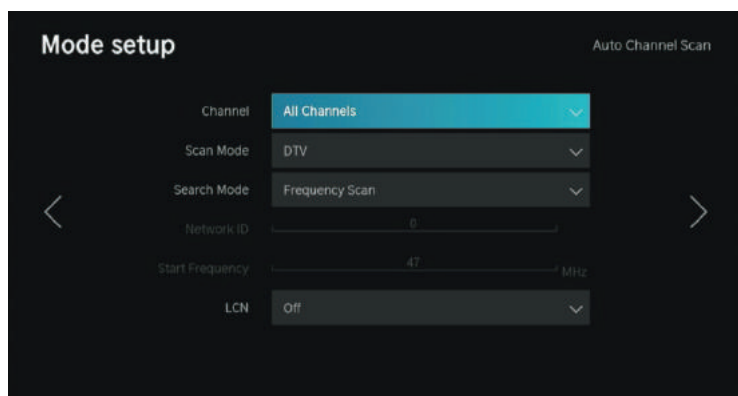 Mode setup
Auto Channel Scan
Channel All Channels
Scan Mode DTV
Search Mode Frequency Scan
Network ID 0
Start Frequency 47 MHz
LCN Off